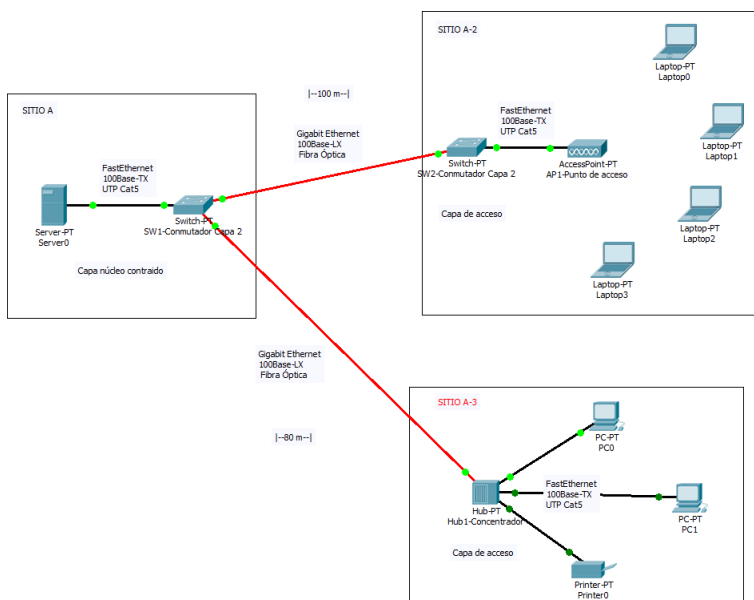 SITIO A
FastEthernet
100Base-TX
UTP Cat5
Server-PT
Server0
Switch-PT
SW1-Conmutador Capa 2
Capa núcleo contraido
|--100 m--|
Gigabit Ethernet
100Base-LX
Fibra Óptica
SITIO A-2
Laptop-PT
Laptop0
FastEthernet
100Base-TX
UTP Cat5
Switch-PT
SW2-Conmutador Capa 2
AccessPoint-PT
AP1-Punto de acceso
Laptop-PT
Laptop1
Capa de acceso
Laptop-PT
Laptop2
Laptop-PT
Laptop3
Gigabit Ethernet
100Base-LX
Fibra Óptica
|--80 m--|
SITIO A-3
PC-PT
PC0
FastEthernet
100Base-TX
UTP Cat5
Hub-PT
Hub1-Concentrador
PC-PT
PC1
Capa de acceso
Printer-PT
Printer0